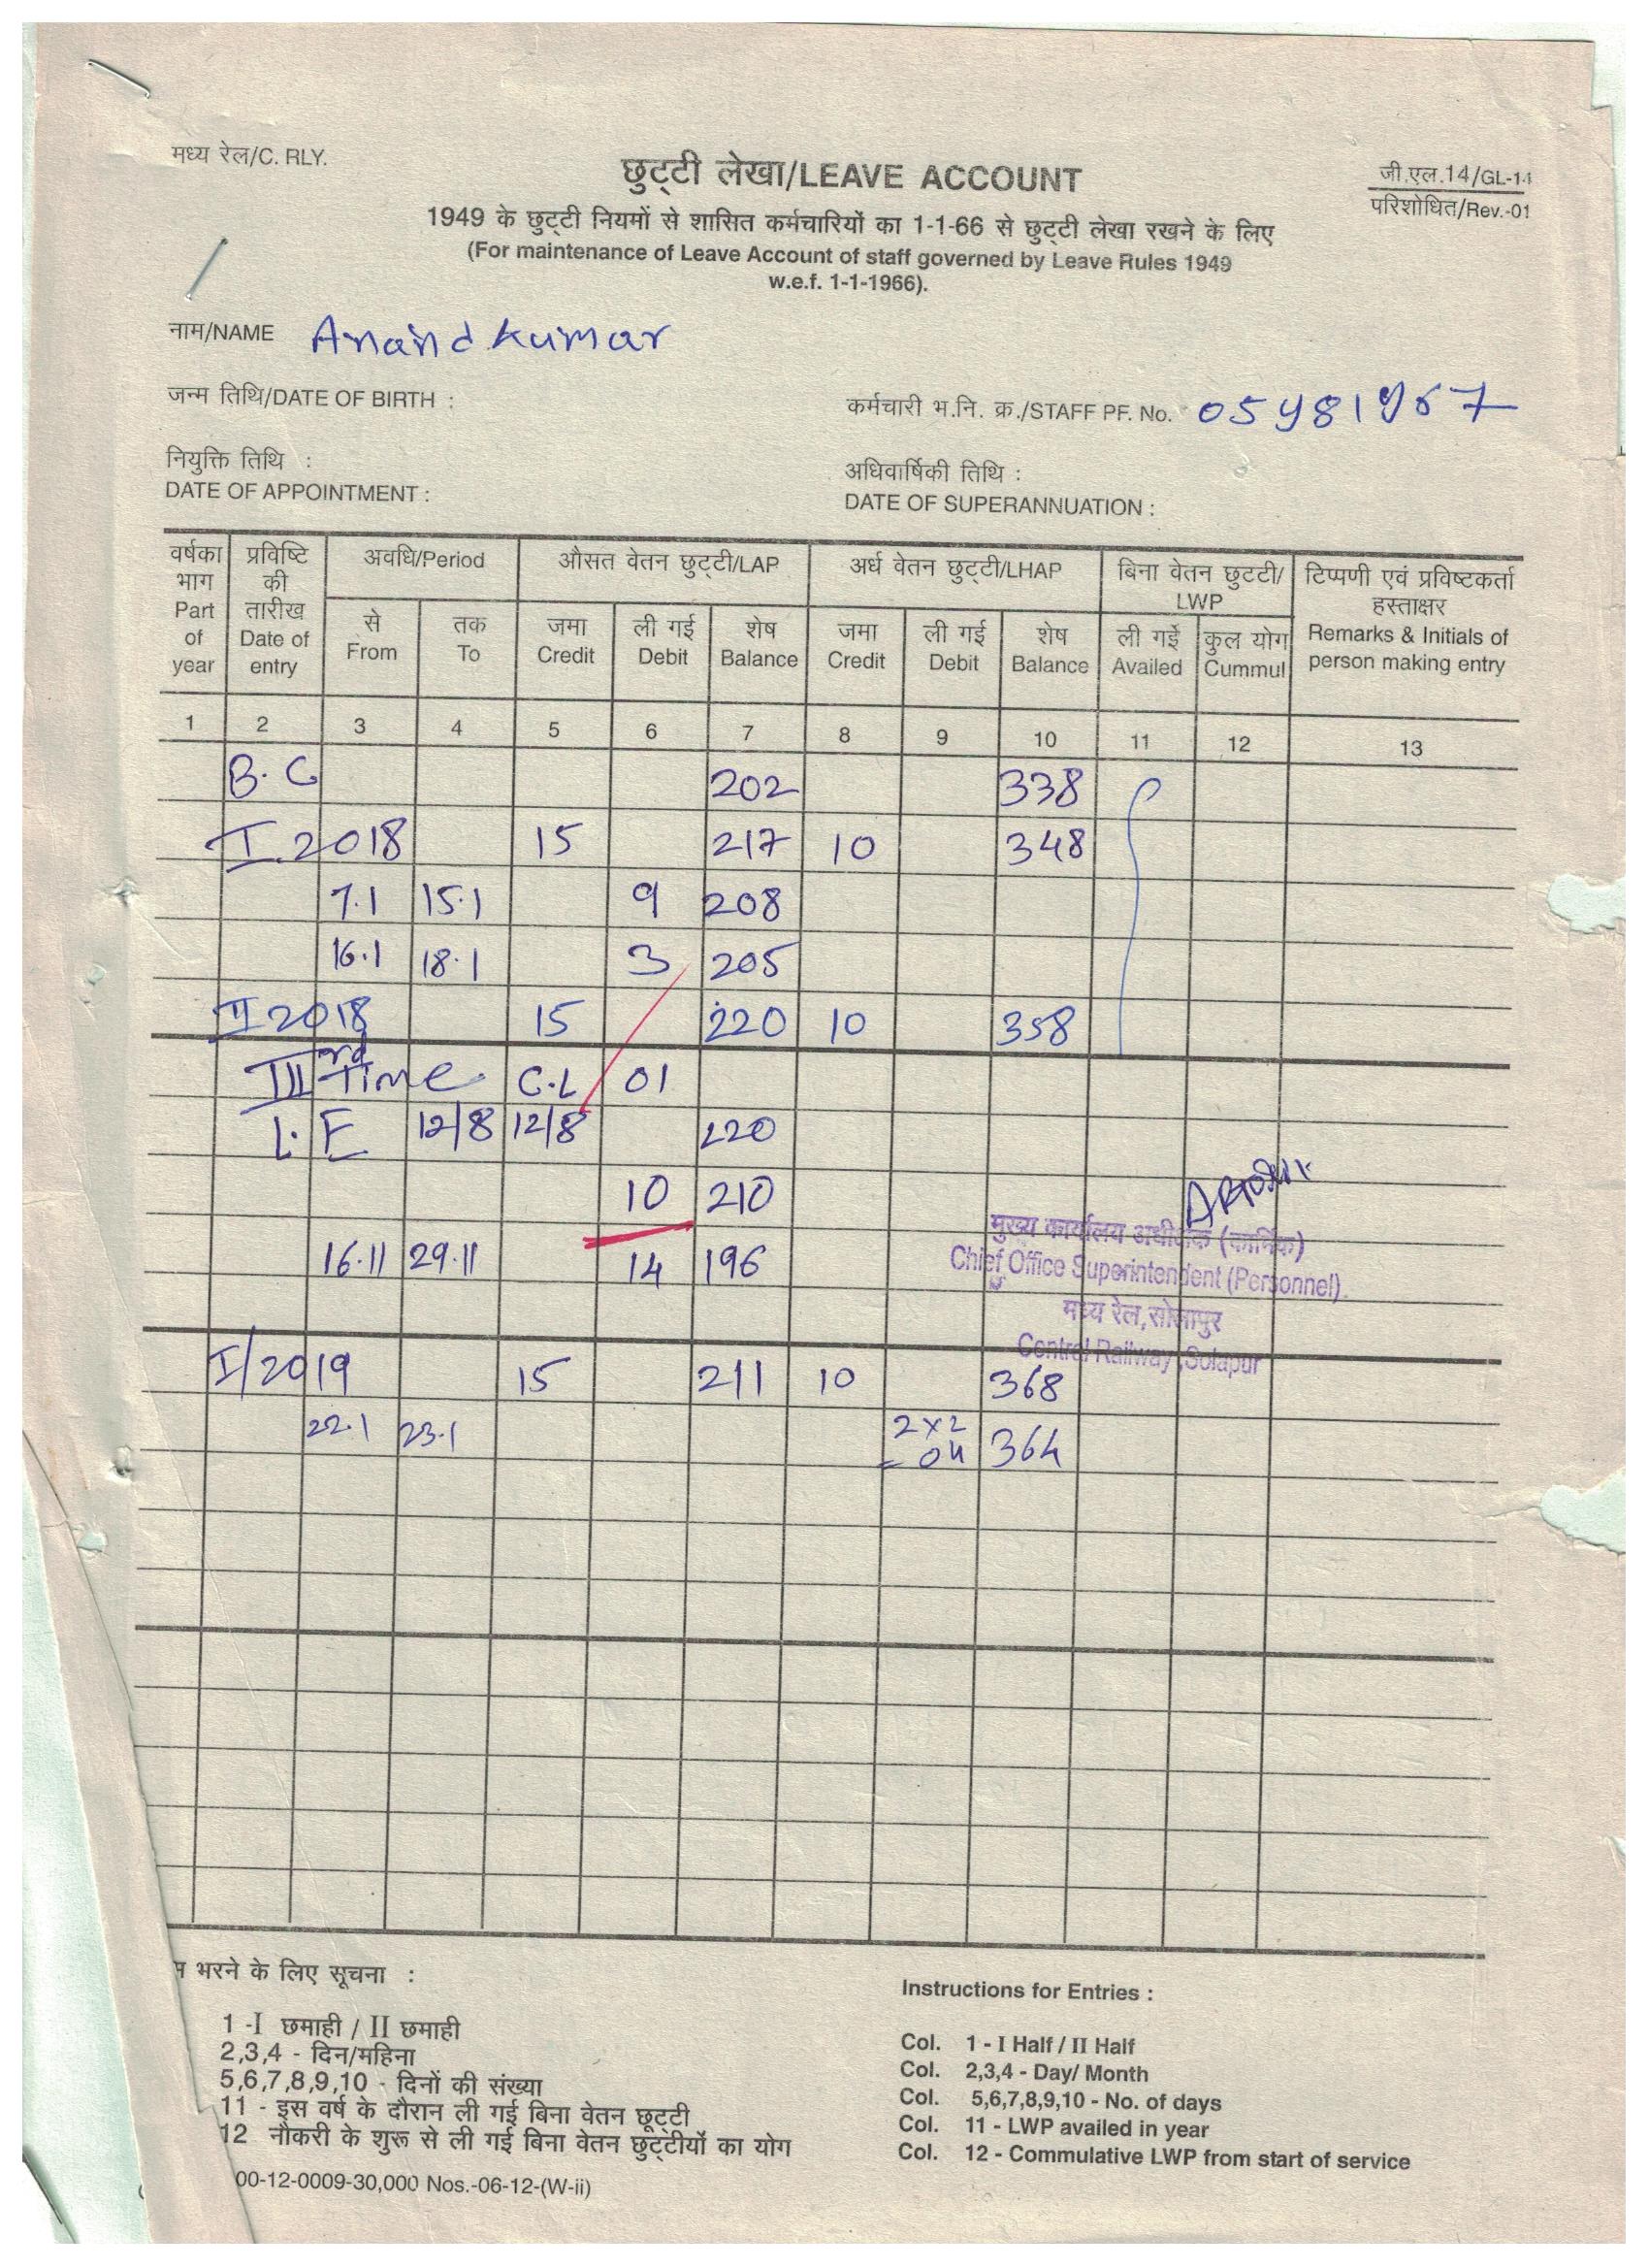 मध्य रेल/C. RLY.
छुट्टी लेखा/LEAVE ACCOUNT
जी.एल.14/GL-14
परिशोधित/Rev.-01
1949 के छुट्टी नियमों से शासित कर्मचारियों का 1-1-66 से छुट्टी लेखा रखने के लिए
(For maintenance of Leave Account of staff governed by Leave Rules 1949
w.e.f. 1-1-1966).
नाम/NAME Anand Kumar
जन्म तिथि/DATE OF BIRTH :
कर्मचारी भ.नि. क्र./STAFF PF. No.
नियुक्ति तिथि :
DATE OF APPOINTMENT :
अधिवार्षिकी तिथि :
DATE OF SUPERANNUATION :
वर्षका भाग Part of year
प्रविष्टि की तारीख Date of entry
अवधि/Period
औसत वेतन छुट्टी/LAP
अर्ध वेतन छुट्टी/LHAP
बिना वेतन छुटटी/ LWP
टिप्पणी एवं प्रविष्टकर्ता हस्ताक्षर Remarks & Initials of person making entry
से From
तक To
जमा Credit
ली गई Debit
शेष Balance
जमा Credit
ली गई Debit
शेष Balance
ली गई Availed
कुल योग Cummul
1 2 3 4 5 6 7 8 9 10 11 12 13
B. C 202 338
I 2018 15 217 10 348
7.1 15.1 9 208
16.1 18.1 3 205
II 2018 15 220 10 358
III rd Time C.L 01
L.E 12/8 12/8 220
10 210
16.11 29.11 14 196
मुख्य कार्यालय अधीक्षक (कार्मिक)
Chief Office Superintendent (Personnel)
मध्य रेल,सोलापुर
Central Railway ,Solapur
I/2019 15 211 10 368
22.1 23.1 2x2 = 04 364
भरने के लिए सूचना :
1 -I छमाही / II छमाही
2,3,4 - दिन/महिना
5,6,7,8,9,10 - दिनों की संख्या
11 - इस वर्ष के दौरान ली गई बिना वेतन छूट्टी
12 नौकरी के शुरू से ली गई बिना वेतन छुट्टीयों का योग
00-12-0009-30,000 Nos.-06-12-(W-ii)
Instructions for Entries :
Col. 1 - I Half / II Half
Col. 2,3,4 - Day/ Month
Col. 5,6,7,8,9,10 - No. of days
Col. 11 - LWP availed in year
Col. 12 - Commulative LWP from start of service